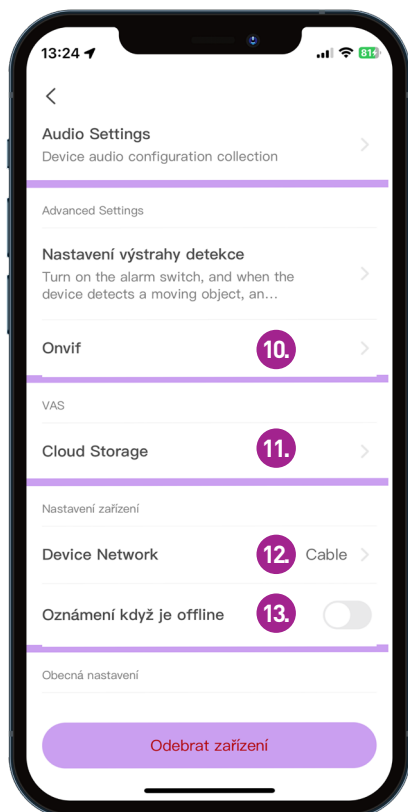 13:24
81
Audio Settings
Device audio configuration collection
Advanced Settings
Nastavení výstrahy detekce
Turn on the alarm switch, and when the
device detects a moving object, an...
Onvif 10.
VAS
Cloud Storage 11.
Nastavení zařízení
Device Network 12. Cable
Oznámení když je offline 13.
Obecná nastavení
Odebrat zařízení